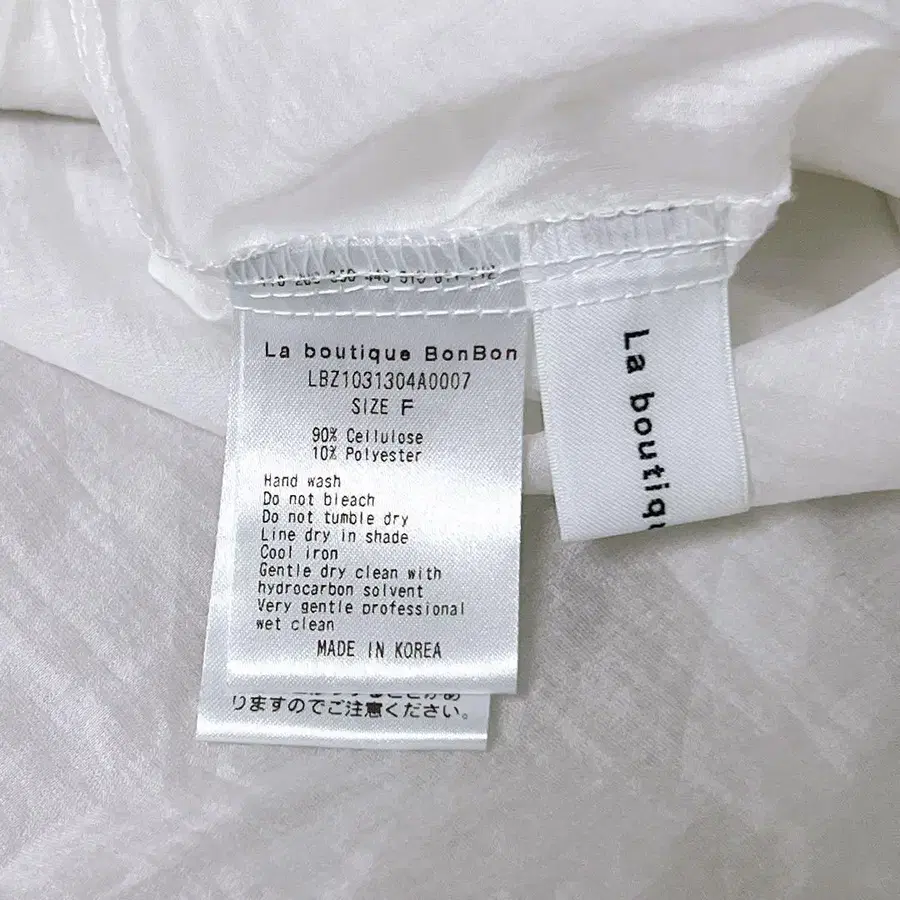 La boutique BonBon
LBZ1031304A0007
SIZE F
90% Cellulose
10% Polyester
Hand wash
Do not bleach
Do not tumble dry
Line dry in shade
Cool iron
Gentle dry clean with
hydrocarbon solvent
Very gentle professional
wet clean
MADE IN KOREA
りますのでご注意ください。
La boutiqu